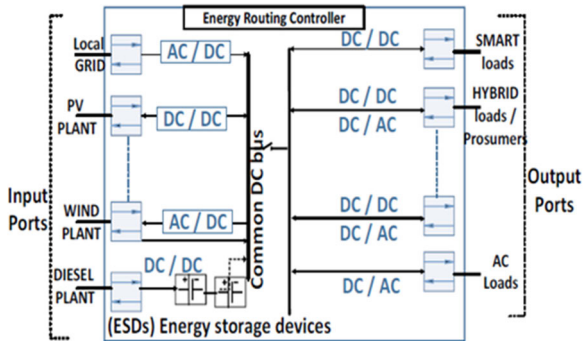 Energy Routing Controller
Local
GRID
AC / DC
DC / DC
SMART
loads
PV
PLANT
DC / DC
DC / DC
DC / AC
HYBRID
loads /
Prosumers
Input
Ports
Common DC bus
Output
Ports
WIND
PLANT
AC / DC
DC / DC
DC / AC
DIESEL
PLANT
DC / DC
DC / AC
AC
Loads
(ESDs) Energy storage devices